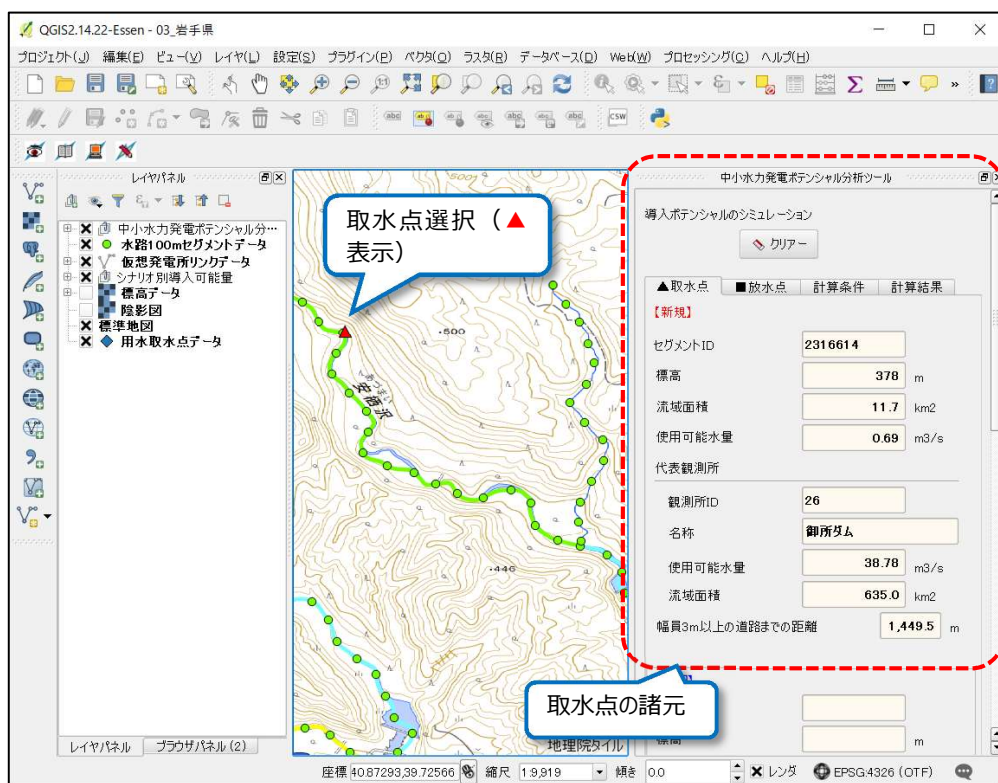 QGIS2.14.22-Essen - 03_岩手県
プロジェクト(J) 編集(E) ビュー(V) レイヤ(L) 設定(S) プラグイン(P) ベクタ(O) ラスタ(R) データベース(D) Web(W) プロセッシング(C) ヘルプ(H)
レイヤパネル
中小水力発電ポテンシャル分…
水路100mセグメントデータ
仮想発電所リンクデータ
シナリオ別導入可能量
標高データ
陰影図
標準地図
用水取水点データ
レイヤパネル ブラウザパネル (2)
取水点選択（▲
表示）
・500
安栖沢
あづまい
・446
地理院タイル
中小水力発電ポテンシャル分析ツール
導入ポテンシャルのシミュレーション
クリアー
▲取水点 ■放水点 計算条件 計算結果
【新規】
セグメントID 2316614
標高 378 m
流域面積 11.7 km2
使用可能水量 0.69 m3/s
代表観測所
観測所ID 26
名称 御所ダム
使用可能水量 38.78 m3/s
流域面積 635.0 km2
幅員3m以上の道路までの距離 1,449.5 m
取水点の諸元
標高 m
座標 40.87293,39.72566 縮尺 1:9,919 傾き 0.0 レンダ EPSG:4326 (OTF)